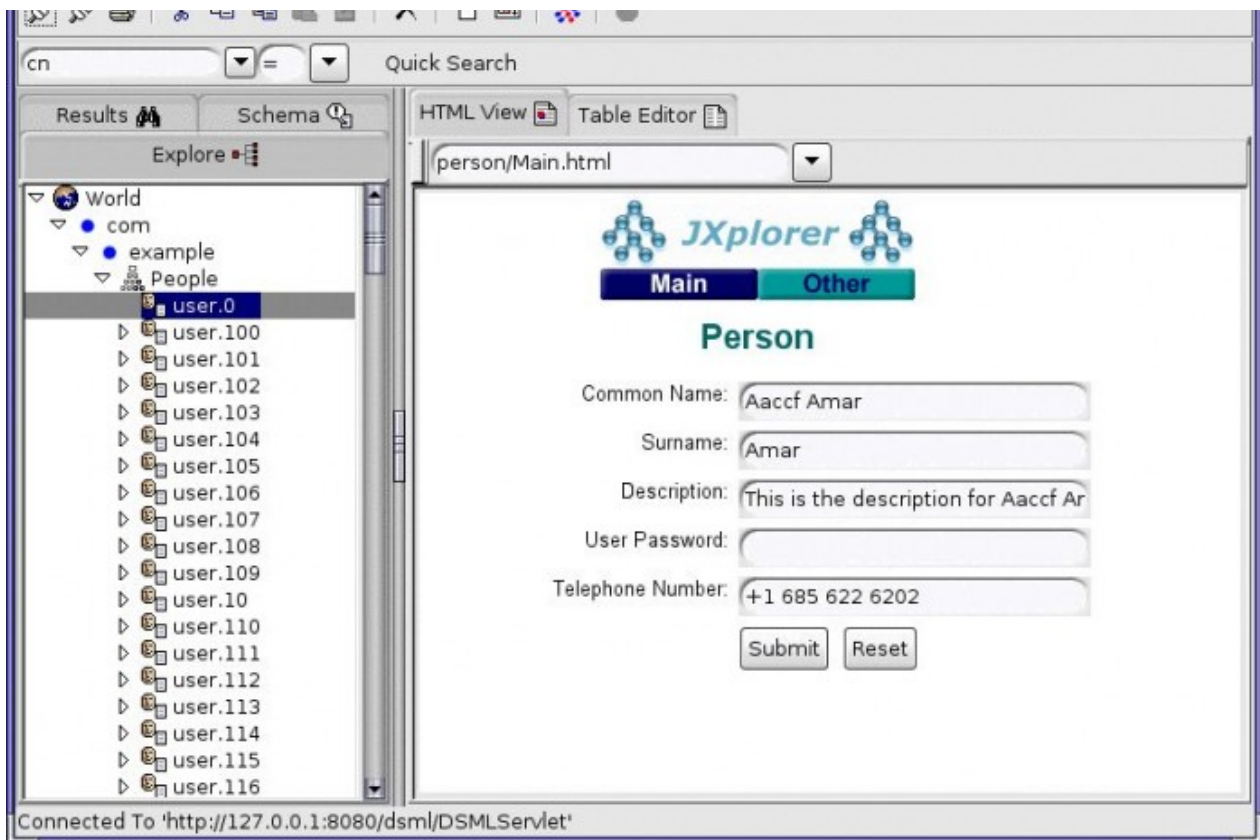 cn
=
Quick Search
Results
Schema
Explore
HTML View
Table Editor
person/Main.html
World
com
example
People
user.0
user.100
user.101
user.102
user.103
user.104
user.105
user.106
user.107
user.108
user.109
user.10
user.110
user.111
user.112
user.113
user.114
user.115
user.116
JXplorer
Main
Other
Person
Common Name:
Aaccf Amar
Surname:
Amar
Description:
This is the description for Aaccf Ar
User Password:
Telephone Number:
+1 685 622 6202
Submit
Reset
Connected To 'http://127.0.0.1:8080/dsml/DSMLServlet'